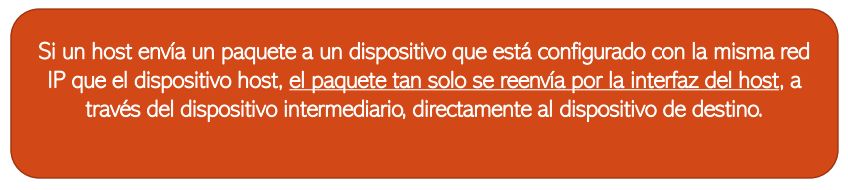 Si un host envía un paquete a un dispositivo que está configurado con la misma red
IP que el dispositivo host, el paquete tan solo se reenvía por la interfaz del host, a
través del dispositivo intermediario, directamente al dispositivo de destino.